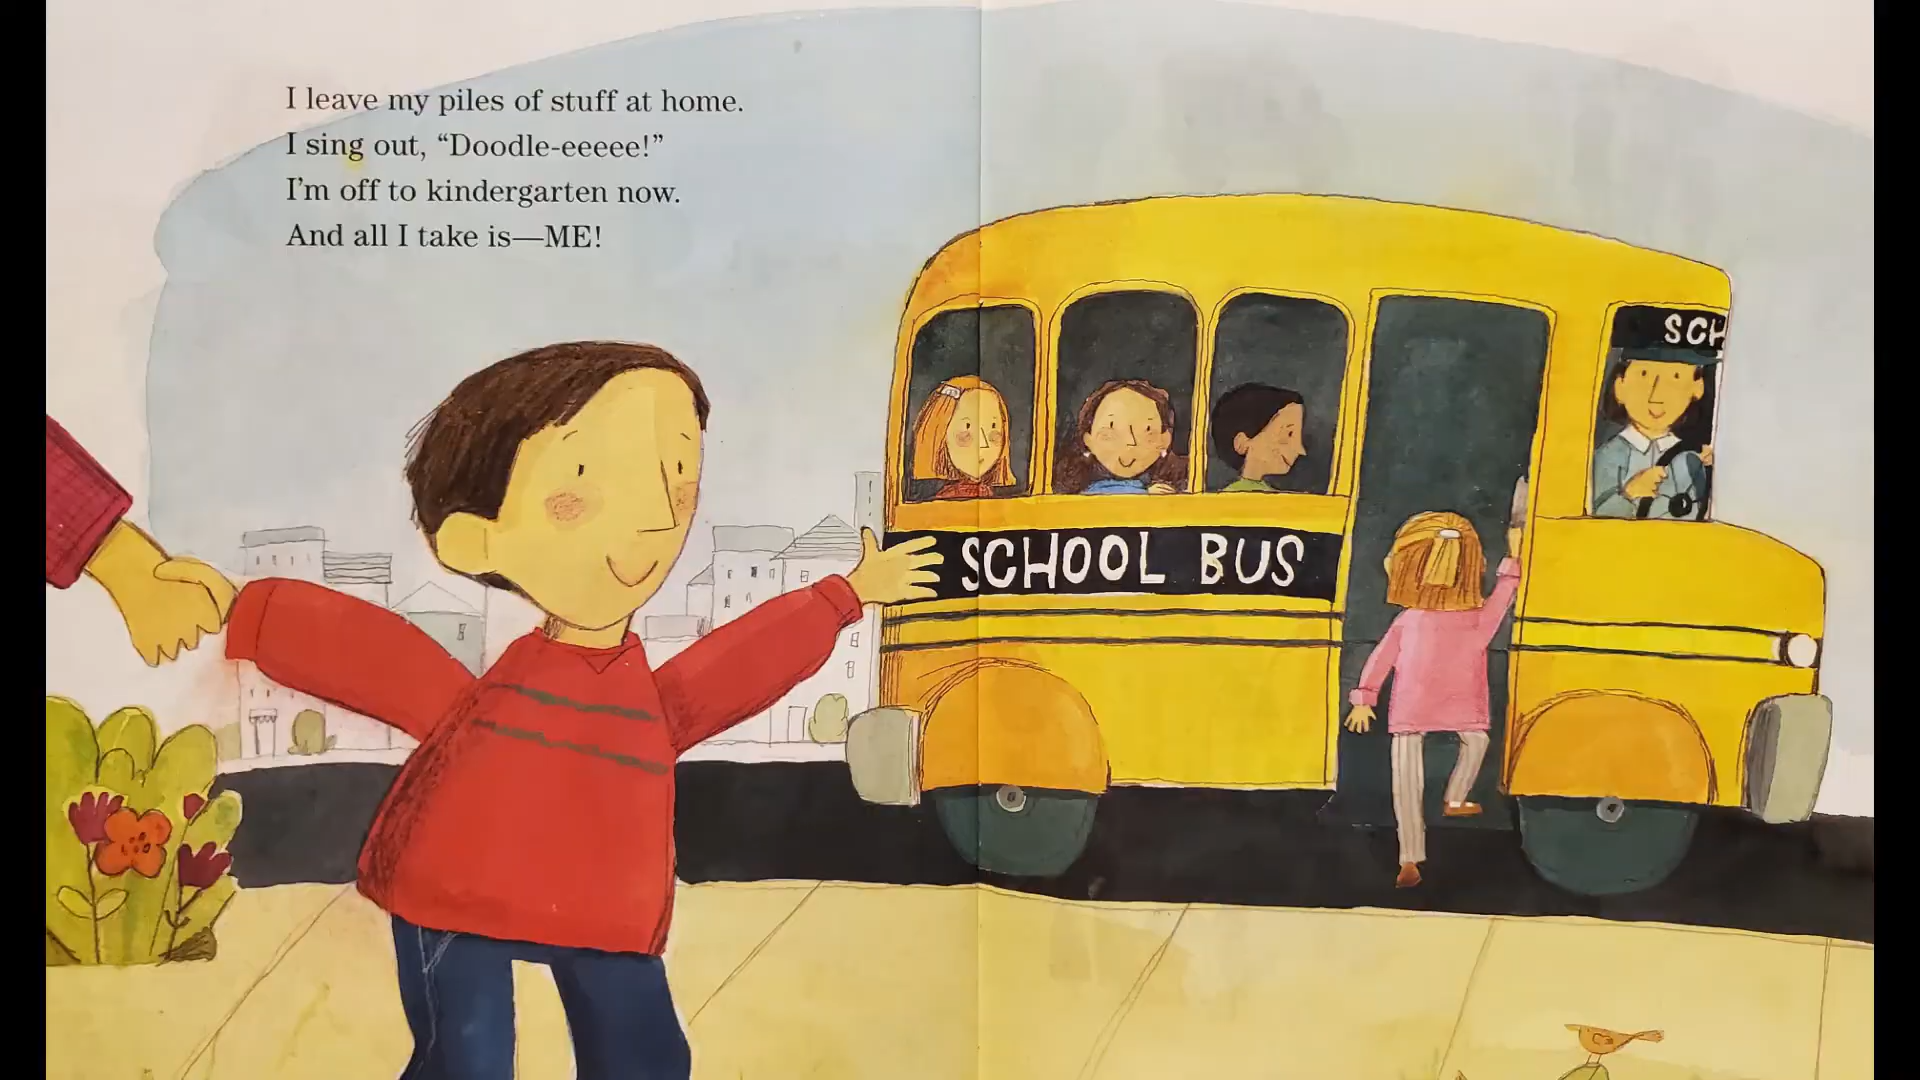 I leave my piles of stuff at home.
I sing out, “Doodle-eeeee!”
I’m off to kindergarten now.
And all I take is—ME!
SCH
SCHOOL BUS